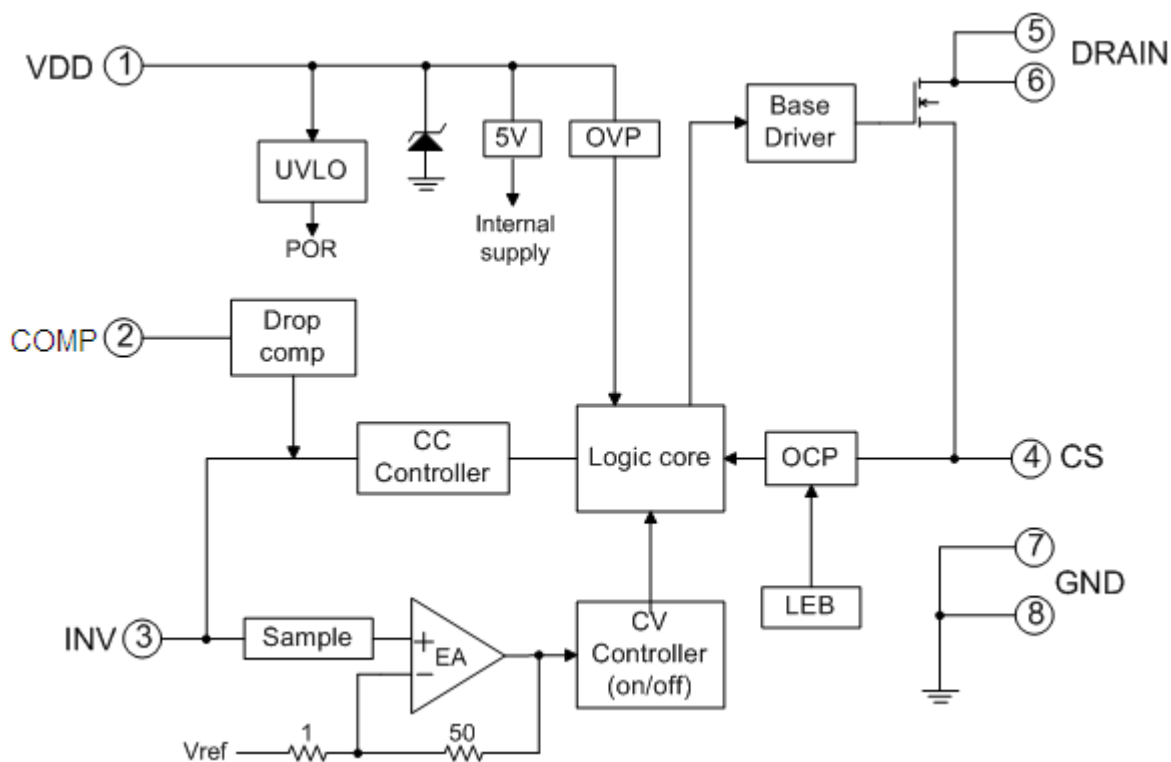 VDD 1
5
DRAIN
6
Base
Driver
5V
OVP
UVLO
POR
Internal
supply
COMP 2
Drop
comp
CC
Controller
Logic core
OCP
4 CS
LEB
7
GND
8
INV 3
Sample
+
EA
−
CV
Controller
(on/off)
Vref
1
50